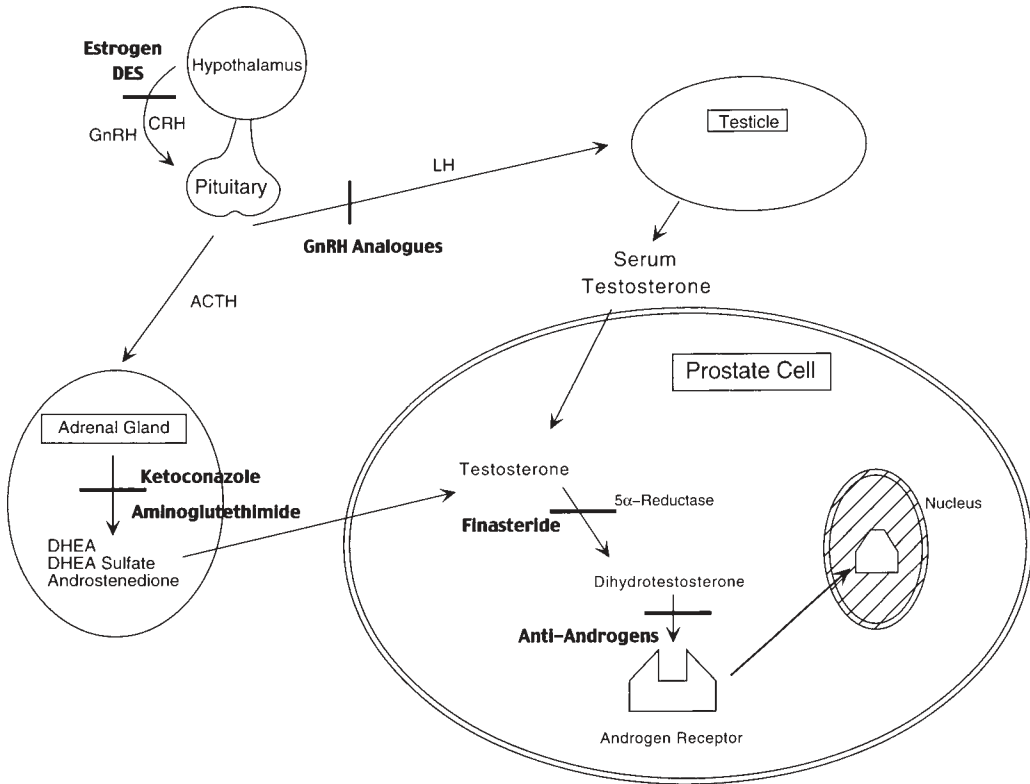 Estrogen
DES
Hypothalamus
CRH
GnRH
Pituitary
LH
GnRH Analogues
Testicle
Serum
Testosterone
ACTH
Prostate Cell
Adrenal Gland
Ketoconazole
Aminoglutethimide
DHEA
DHEA Sulfate
Androstenedione
Testosterone
5α-Reductase
Finasteride
Dihydrotestosterone
Anti-Androgens
Androgen Receptor
Nucleus